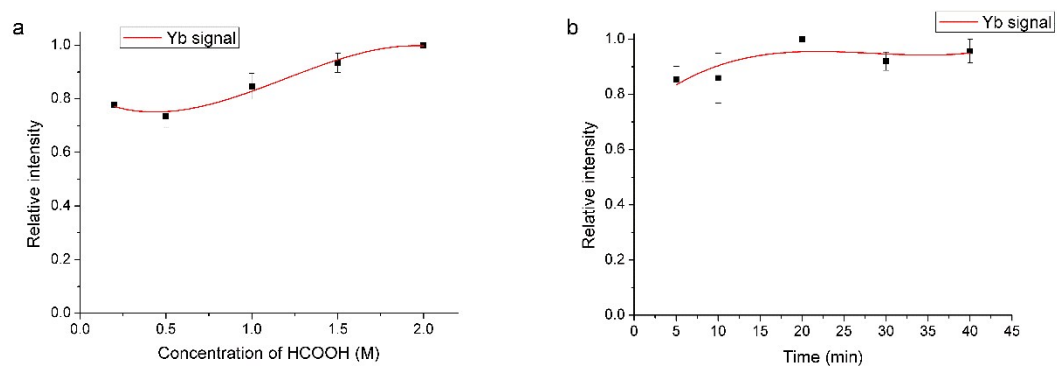 a
Yb signal
Relative intensity
1.0
0.8
0.6
0.4
0.2
0.0
0.0 0.5 1.0 1.5 2.0
Concentration of HCOOH (M)
b
Yb signal
Relative intensity
1.0
0.8
0.6
0.4
0.2
0.0
0 5 10 15 20 25 30 35 40 45
Time (min)